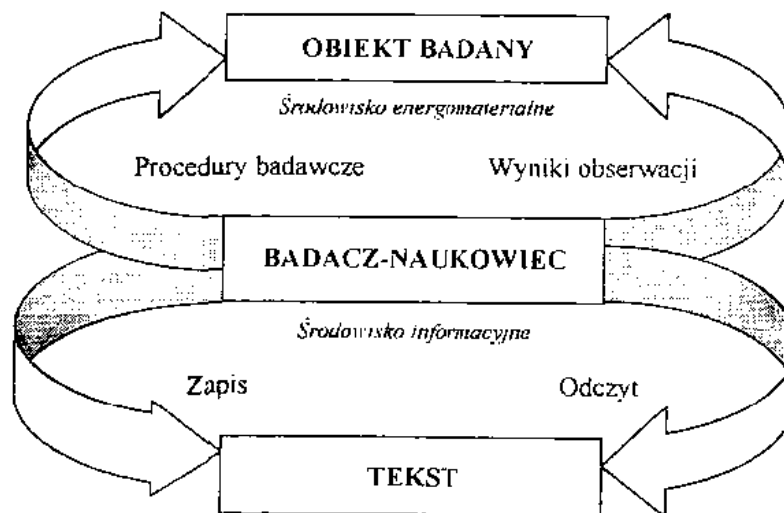 OBIEKT BADANY
Środowisko energomaterialne
Procedury badawcze Wyniki obserwacji
BADACZ-NAUKOWIEC
Środowisko informacyjne
Zapis Odczyt
TEKST